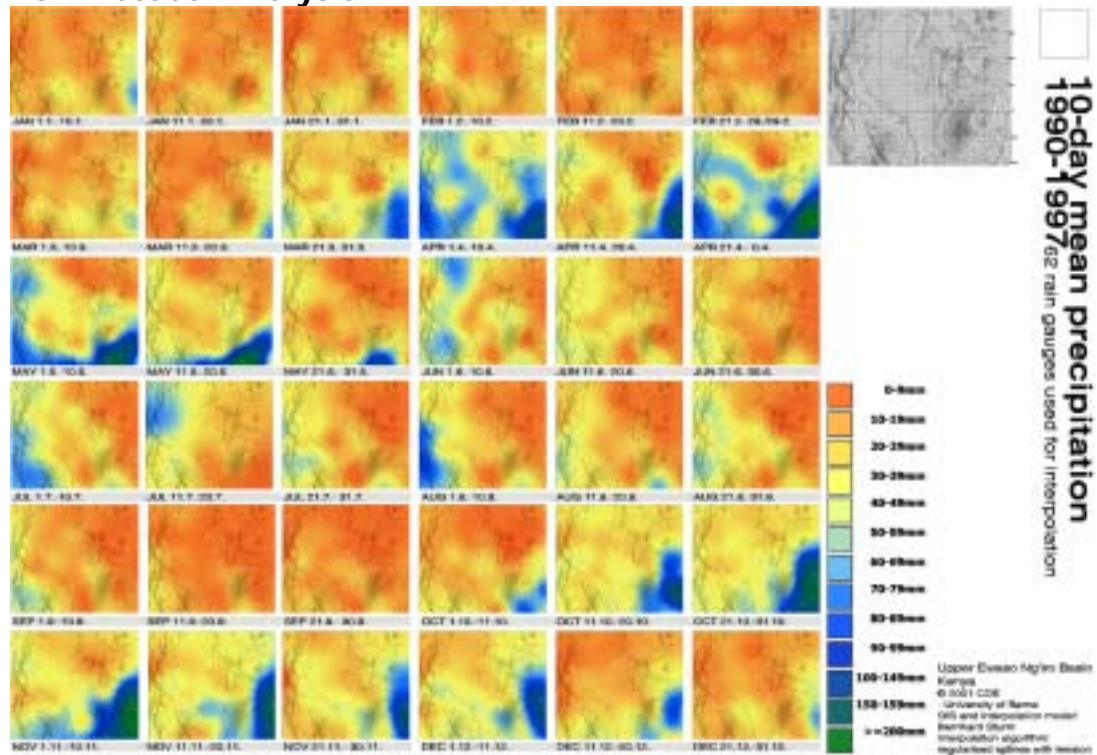 JAN 1.1.-10.1.
JAN 11.1.-20.1.
JAN 21.1.-31.1.
FEB 1.2.-10.2.
FEB 11.2.-20.2.
MAR 11.3.-20.3.
MAR 21.3.-31.3.
APR 11.4.-20.4.
APR 21.4.
MAY 1.5.-10.5.
MAY 11.5.-20.5.
MAY 21.5.-31.5.
JUN 1.6.-10.6.
JUN 11.6.-20.6.
JUN 21.6.-30.6.
JUL 1.7.-10.7.
JUL 11.7.-20.7.
JUL 21.7.-31.7.
AUG 1.8.-10.8.
AUG 11.8.-20.8.
AUG 21.8.-31.8.
SEP 1.9.-10.9.
SEP 11.9.-20.9.
SEP 21.9.-30.9.
OCT 1.10.-11.10.
OCT 11.10.-20.10.
OCT 21.10.-31.10.
NOV 1.11.-10.11.
NOV 11.11.-20.11.
NOV 21.11.-30.11.
DEC 1.12.-11.12.
DEC 11.12.-20.12.
DEC 21.12.-31.12.
10-day mean precipitation
1990-1997
62 rain gauges used for interpolation
0-9mm
10-19mm
20-29mm
30-39mm
40-49mm
50-59mm
60-69mm
70-79mm
80-89mm
90-99mm
100-149mm
150-199mm
>=200mm
Upper Ewaso Ng'iro Basin
Kenya
© 2001 CDE
University of Berne
GIS and interpolation model:
Interpolation algorithm:
regularised splines with tension